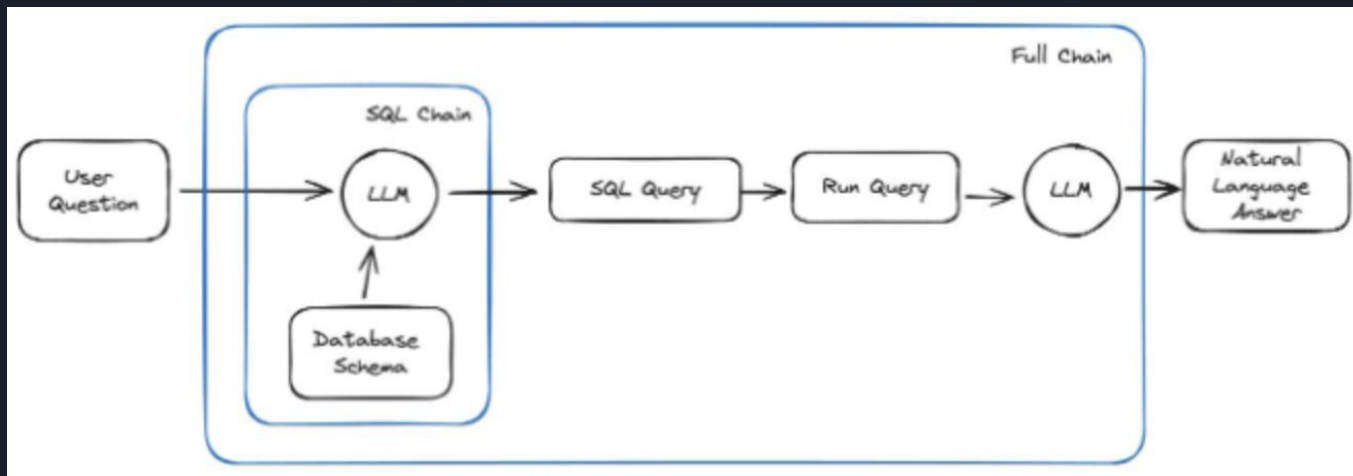 Full Chain
SQL Chain
User
Question
LLM
SQL Query
Run Query
LLM
Natural
Language
Answer
Database
Schema